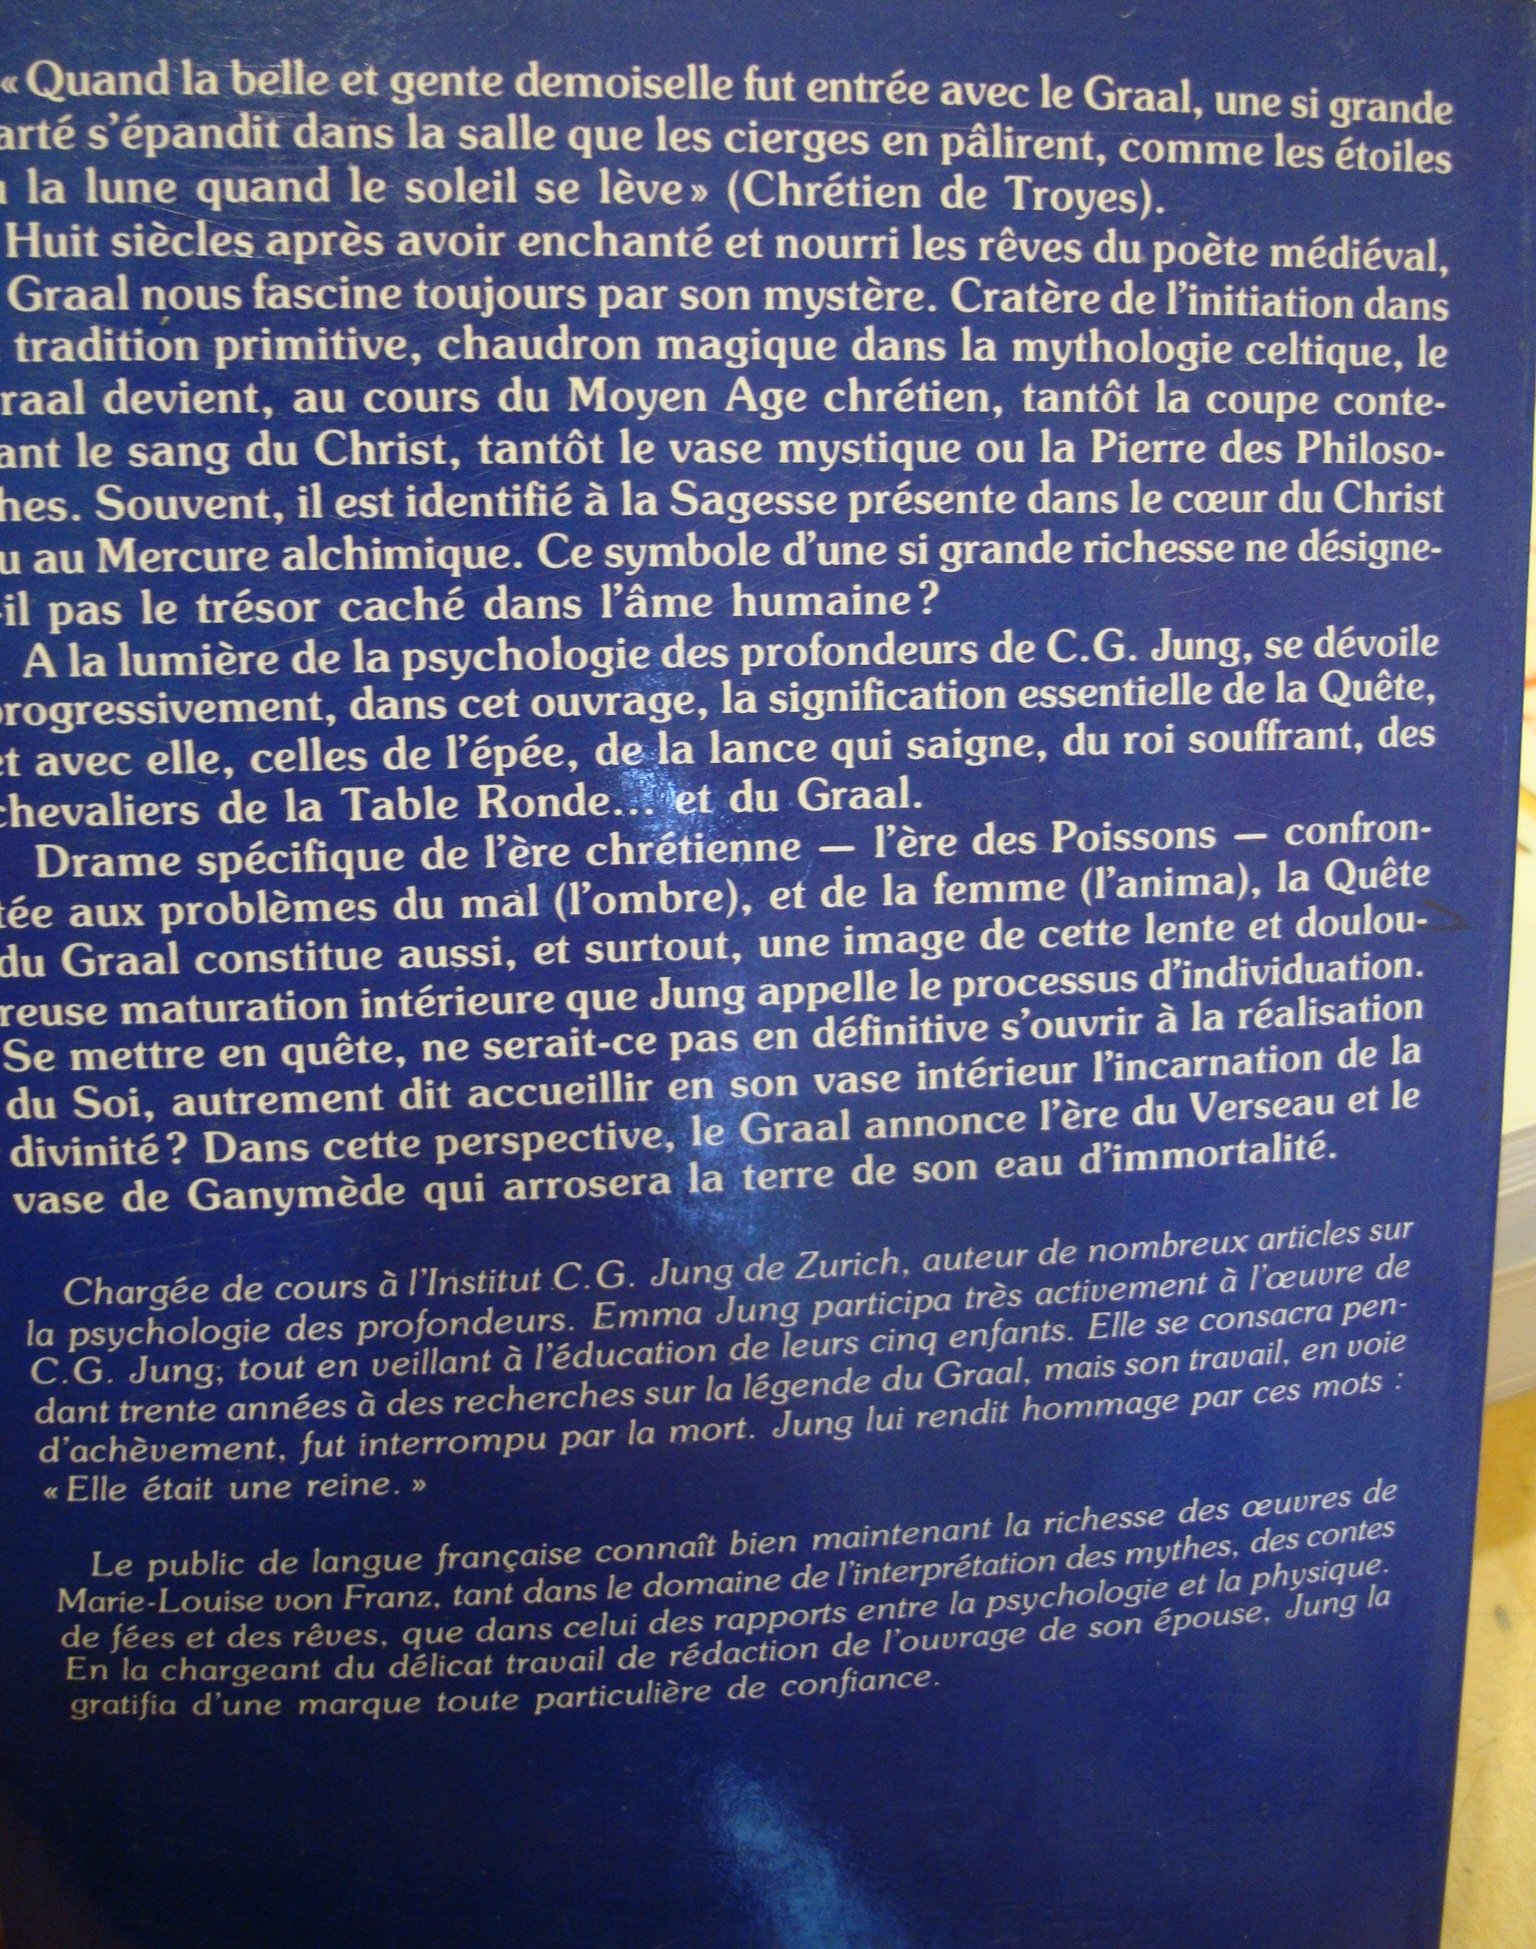 « Quand la belle et gente demoiselle fut entrée avec le Graal, une si grande
arté s'épandit dans la salle que les cierges en pâlirent, comme les étoiles
la lune quand le soleil se lève » (Chrétien de Troyes).
Huit siècles après avoir enchanté et nourri les rêves du poète médiéval,
Graal nous fascine toujours par son mystère. Cratère de l'initiation dans
tradition primitive, chaudron magique dans la mythologie celtique, le
raal devient, au cours du Moyen Age chrétien, tantôt la coupe conte-
ant le sang du Christ, tantôt le vase mystique ou la Pierre des Philoso-
hes. Souvent, il est identifié à la Sagesse présente dans le cœur du Christ
u au Mercure alchimique. Ce symbole d'une si grande richesse ne désigne-
-il pas le trésor caché dans l'âme humaine ?
A la lumière de la psychologie des profondeurs de C.G. Jung, se dévoile
progressivement, dans cet ouvrage, la signification essentielle de la Quête,
et avec elle, celles de l'épée, de la lance qui saigne, du roi souffrant, des
chevaliers de la Table Ronde... et du Graal.
Drame spécifique de l'ère chrétienne — l'ère des Poissons — confron-
tée aux problèmes du mal (l'ombre), et de la femme (l'anima), la Quête
du Graal constitue aussi, et surtout, une image de cette lente et doulou-
reuse maturation intérieure que Jung appelle le processus d'individuation.
Se mettre en quête, ne serait-ce pas en définitive s'ouvrir à la réalisation
du Soi, autrement dit accueillir en son vase intérieur l'incarnation de la
divinité ? Dans cette perspective, le Graal annonce l'ère du Verseau et le
vase de Ganymède qui arrosera la terre de son eau d'immortalité.
Chargée de cours à l'Institut C.G. Jung de Zurich, auteur de nombreux articles sur
la psychologie des profondeurs. Emma Jung participa très activement à l'œuvre de
C.G. Jung, tout en veillant à l'éducation de leurs cinq enfants. Elle se consacra pen-
dant trente années à des recherches sur la légende du Graal, mais son travail, en voie
d'achèvement, fut interrompu par la mort. Jung lui rendit hommage par ces mots :
« Elle était une reine. »
Le public de langue française connaît bien maintenant la richesse des œuvres de
Marie-Louise von Franz, tant dans le domaine de l'interprétation des mythes, des contes
de fées et des rêves, que dans celui des rapports entre la psychologie et la physique.
En la chargeant du délicat travail de rédaction de l'ouvrage de son épouse, Jung la
gratifia d'une marque toute particulière de confiance.